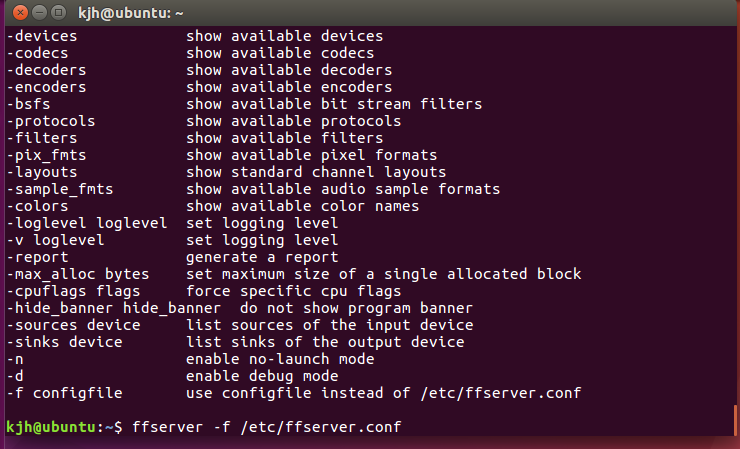 kjh@ubuntu: ~
-devices            show available devices
-codecs             show available codecs
-decoders           show available decoders
-encoders           show available encoders
-bsfs               show available bit stream filters
-protocols          show available protocols
-filters            show available filters
-pix_fmts           show available pixel formats
-layouts            show standard channel layouts
-sample_fmts        show available audio sample formats
-colors             show available color names
-loglevel loglevel  set logging level
-v loglevel         set logging level
-report             generate a report
-max_alloc bytes    set maximum size of a single allocated block
-cpuflags flags     force specific cpu flags
-hide_banner hide_banner  do not show program banner
-sources device     list sources of the input device
-sinks device       list sinks of the output device
-n                  enable no-launch mode
-d                  enable debug mode
-f configfile       use configfile instead of /etc/ffserver.conf
kjh@ubuntu:~$ ffserver -f /etc/ffserver.conf